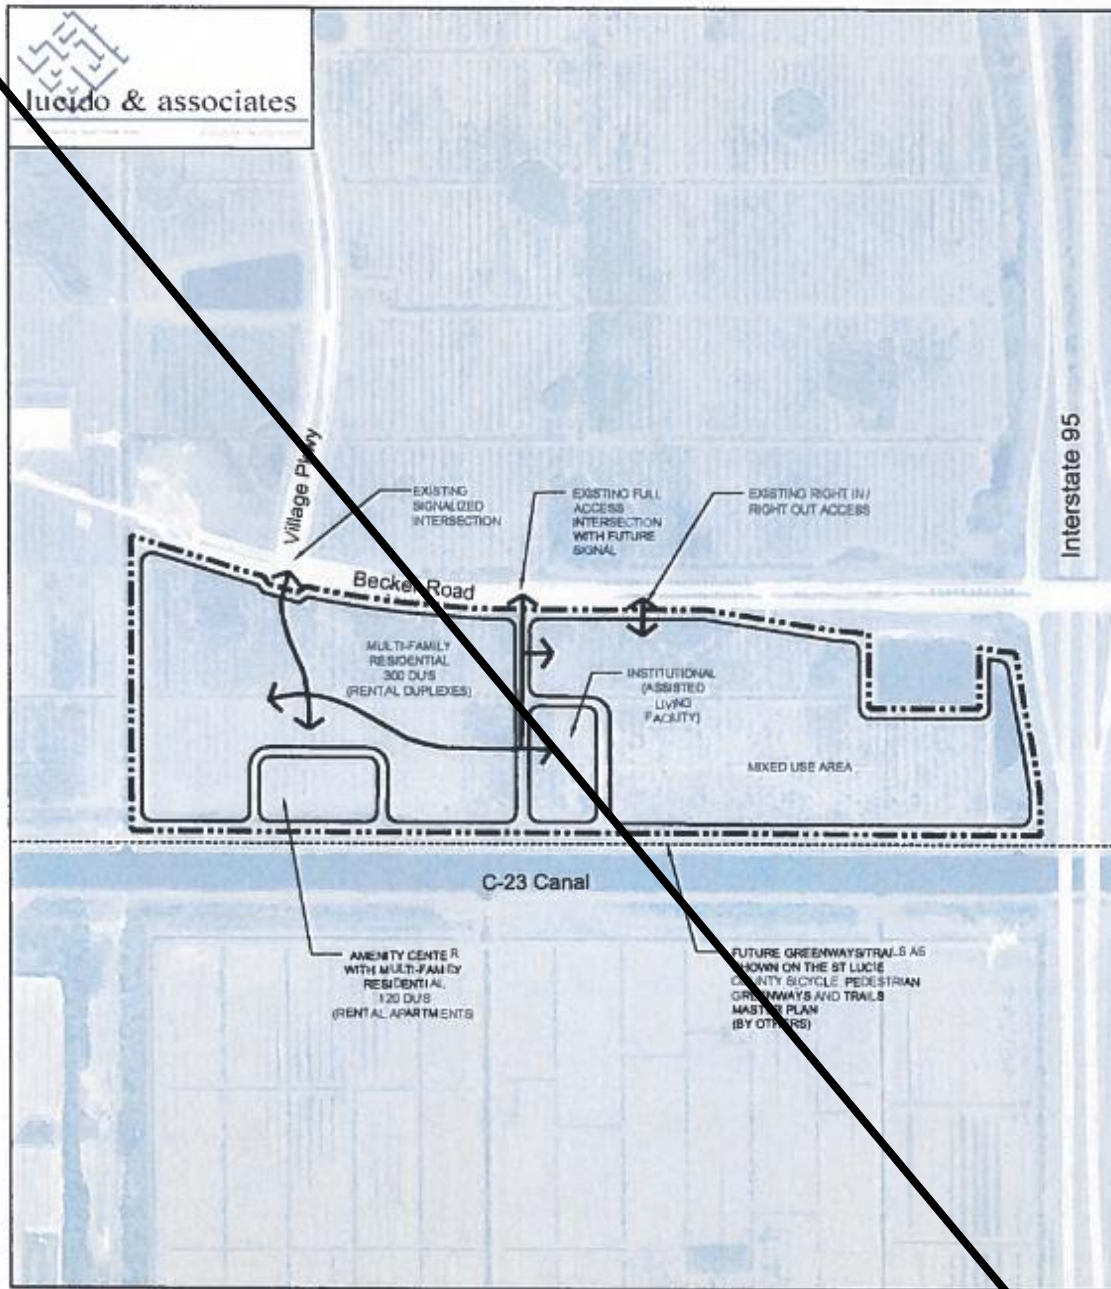 lucido & associates
Village Pkwy
Interstate 95
EXISTING
SIGNALIZED
INTERSECTION
EXISTING FULL
ACCESS
INTERSECTION
WITH FUTURE
SIGNAL
EXISTING RIGHT IN /
RIGHT OUT ACCESS
Becker Road
MULTI-FAMILY
RESIDENTIAL
300 DU'S
(RENTAL DUPLEXES)
INSTITUTIONAL
(ASSISTED
LIVING
FACILITY)
MIXED USE AREA
C-23 Canal
AMENITY CENTER
WITH MULTI-FAMILY
RESIDENTIAL
120 DU'S
(RENTAL APARTMENTS)
FUTURE GREENWAYS/TRAILS AS
SHOWN ON THE ST LUCIE
COUNTY BICYCLE, PEDESTRIAN
GREENWAYS AND TRAILS
MASTER PLAN
(BY OTHERS)